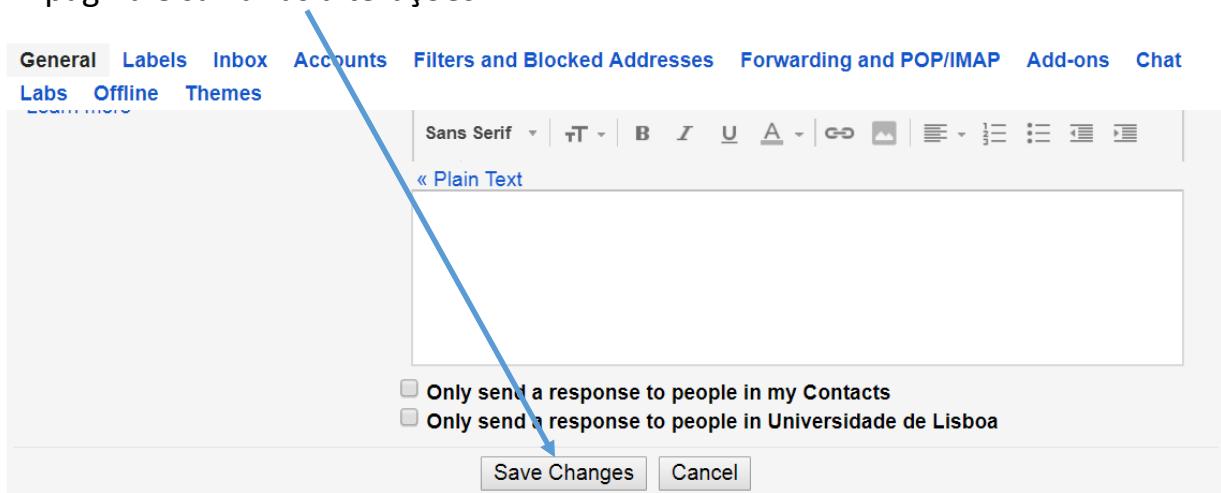 General Labels Inbox Accounts Filters and Blocked Addresses Forwarding and POP/IMAP Add-ons Chat
Labs Offline Themes
Sans Serif
« Plain Text
Only send a response to people in my Contacts
Only send a response to people in Universidade de Lisboa
Save Changes Cancel